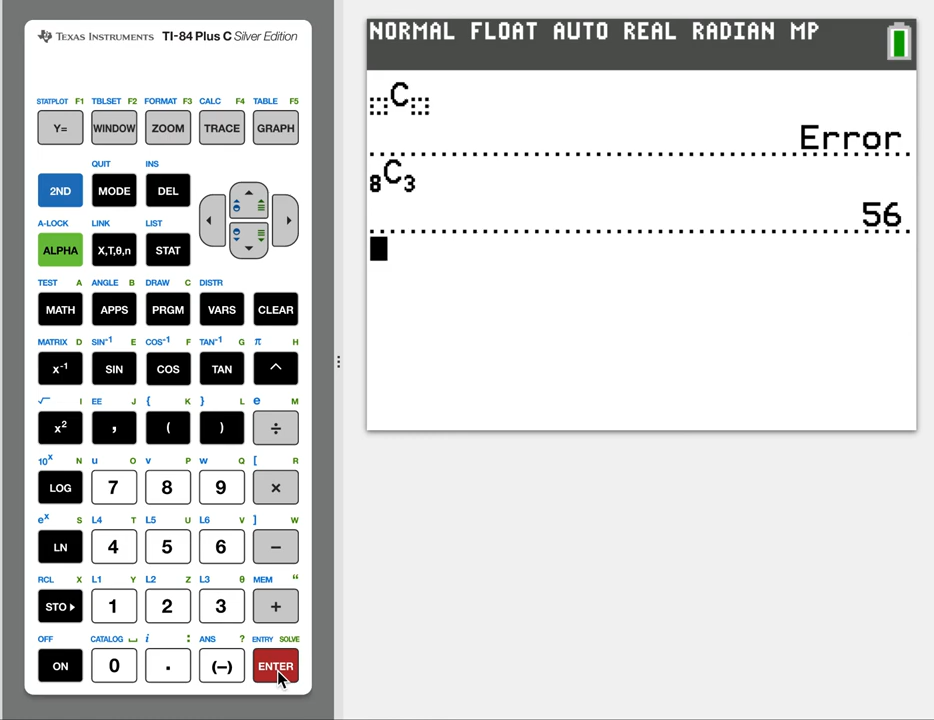 TEXAS INSTRUMENTS TI-84 Plus C Silver Edition
STATPLOT F1 TBLSET F2 FORMAT F3 CALC F4 TABLE F5
Y= WINDOW ZOOM TRACE GRAPH
QUIT INS
2ND MODE DEL
A-LOCK LINK LIST
ALPHA X,T,θ,n STAT
TEST A ANGLE B DRAW C DISTR
MATH APPS PRGM VARS CLEAR
MATRIX D SIN⁻¹ E COS⁻¹ F TAN⁻¹ G π H
x⁻¹ SIN COS TAN ^
√ I EE J { K } L e M
x² , ( ) ÷
10ˣ N u O v P w Q [ R
LOG 7 8 9 ×
eˣ S L4 T L5 U L6 V ] W
LN 4 5 6 −
RCL X L1 Y L2 Z L3 θ MEM “
STO▶ 1 2 3 +
OFF CATALOG ␣ i : ANS ? ENTRY SOLVE
ON 0 . (−) ENTER
NORMAL FLOAT AUTO REAL RADIAN MP
C
Error
₈C₃
56